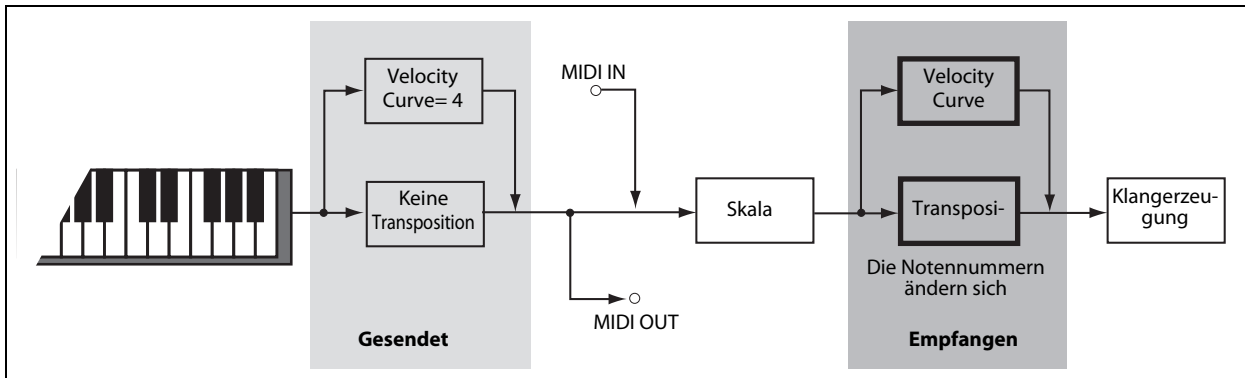 Velocity
Curve= 4
MIDI IN
Velocity
Curve
Keine
Transposition
Skala
Transposi-
Klangerzeu-
gung
Die Notennummern
ändern sich
MIDI OUT
Gesendet
Empfangen